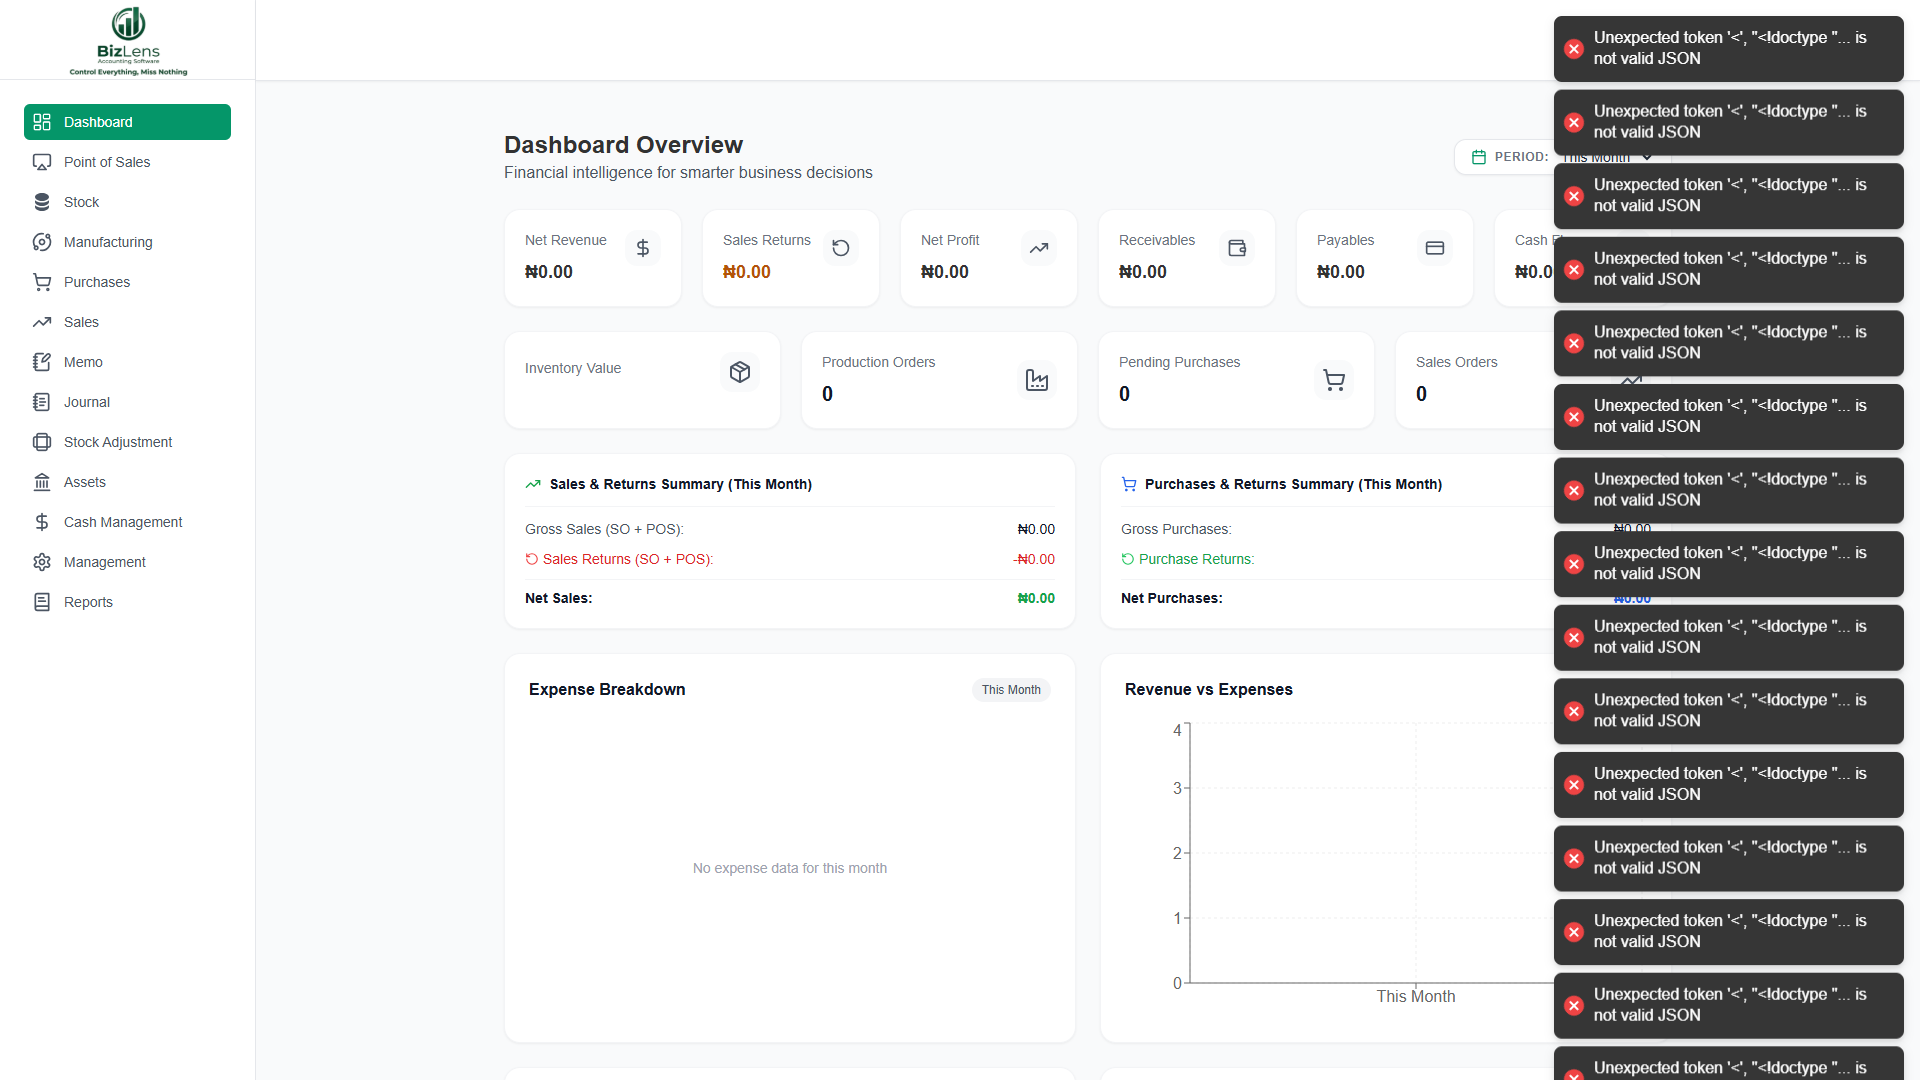 BizLens
Accounting Software
Control Everything, Miss Nothing
Dashboard
Point of Sales
Stock
Manufacturing
Purchases
Sales
Memo
Journal
Stock Adjustment
Assets
Cash Management
Management
Reports
Dashboard Overview
Financial intelligence for smarter business decisions
PERIOD: This Month
Net Revenue
₦0.00
Sales Returns
₦0.00
Net Profit
₦0.00
Receivables
₦0.00
Payables
₦0.00
Cash
₦0.0
Inventory Value
Production Orders
0
Pending Purchases
0
Sales Orders
0
Sales & Returns Summary (This Month)
Gross Sales (SO + POS): ₦0.00
Sales Returns (SO + POS): -₦0.00
Net Sales: ₦0.00
Purchases & Returns Summary (This Month)
Gross Purchases: ₦0.00
Purchase Returns:
Net Purchases: ₦0.00
Expense Breakdown
This Month
No expense data for this month
Revenue vs Expenses
4
3
2
1
0
This Month
Unexpected token '<', "<!doctype "... is
not valid JSON
Unexpected token '<', "<!doctype "... is
not valid JSON
Unexpected token '<', "<!doctype "... is
not valid JSON
Unexpected token '<', "<!doctype "... is
not valid JSON
Unexpected token '<', "<!doctype "... is
not valid JSON
Unexpected token '<', "<!doctype "... is
not valid JSON
Unexpected token '<', "<!doctype "... is
not valid JSON
Unexpected token '<', "<!doctype "... is
not valid JSON
Unexpected token '<', "<!doctype "... is
not valid JSON
Unexpected token '<', "<!doctype "... is
not valid JSON
Unexpected token '<', "<!doctype "... is
not valid JSON
Unexpected token '<', "<!doctype "... is
not valid JSON
Unexpected token '<', "<!doctype "... is
not valid JSON
Unexpected token '<', "<!doctype "... is
not valid JSON
Unexpected token '<', "<!doctype "... is